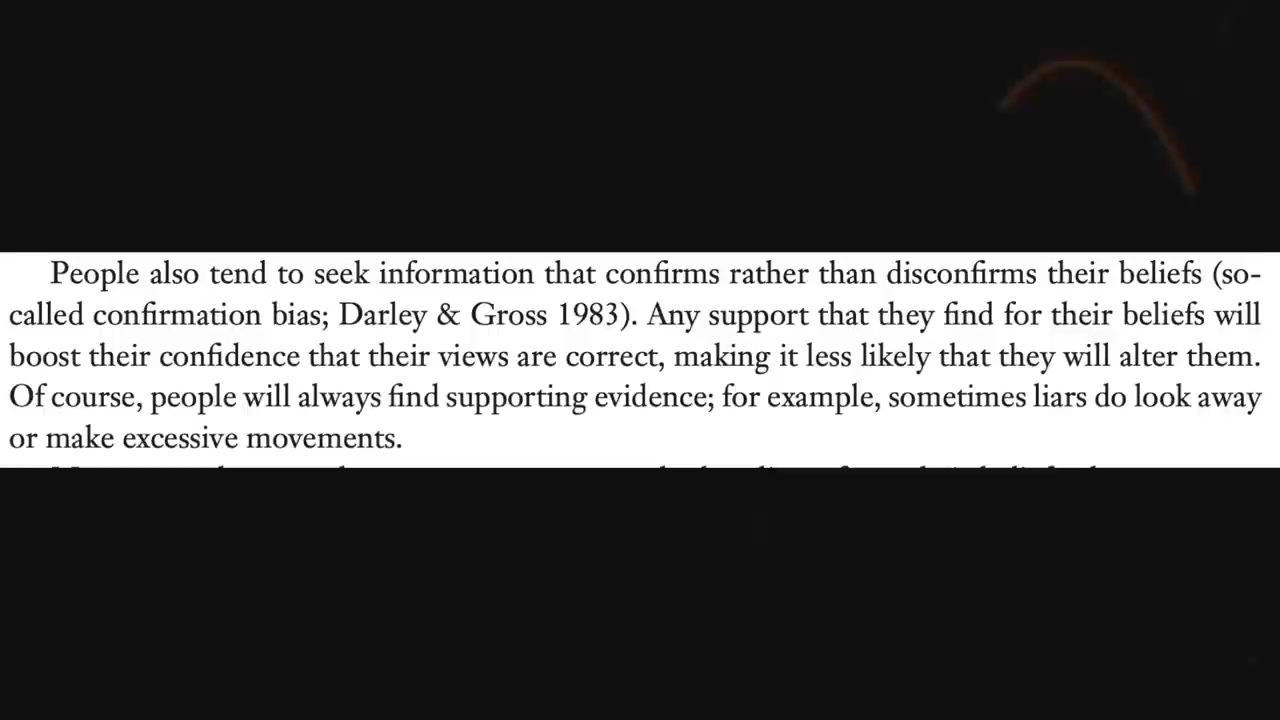 People also tend to seek information that confirms rather than disconfirms their beliefs (so-
called confirmation bias; Darley & Gross 1983). Any support that they find for their beliefs will
boost their confidence that their views are correct, making it less likely that they will alter them.
Of course, people will always find supporting evidence; for example, sometimes liars do look away
or make excessive movements.